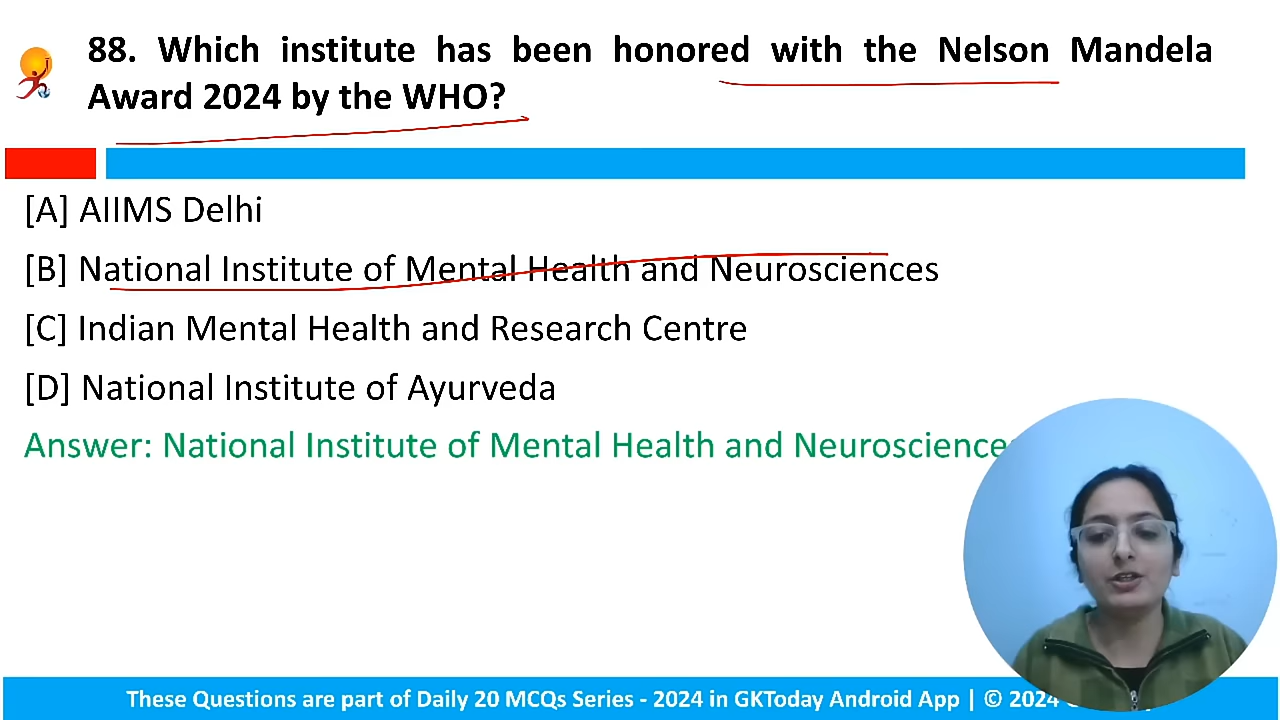 88. Which institute has been honored with the Nelson Mandela
Award 2024 by the WHO?
[A] AIIMS Delhi
[B] National Institute of Mental Health and Neurosciences
[C] Indian Mental Health and Research Centre
[D] National Institute of Ayurveda
Answer: National Institute of Mental Health and Neurosciences
These Questions are part of Daily 20 MCQs Series - 2024 in GKToday Android App | © 2024